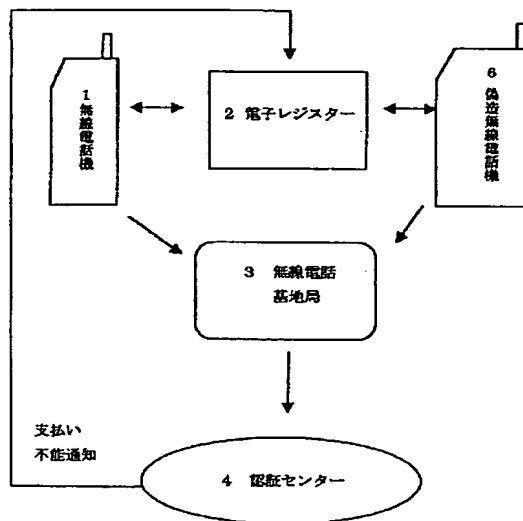 1 無線電話機
2 電子レジスター
6 偽造無線電話機
3 無線電話
基地局
支払い
不能通知
4 認証センター